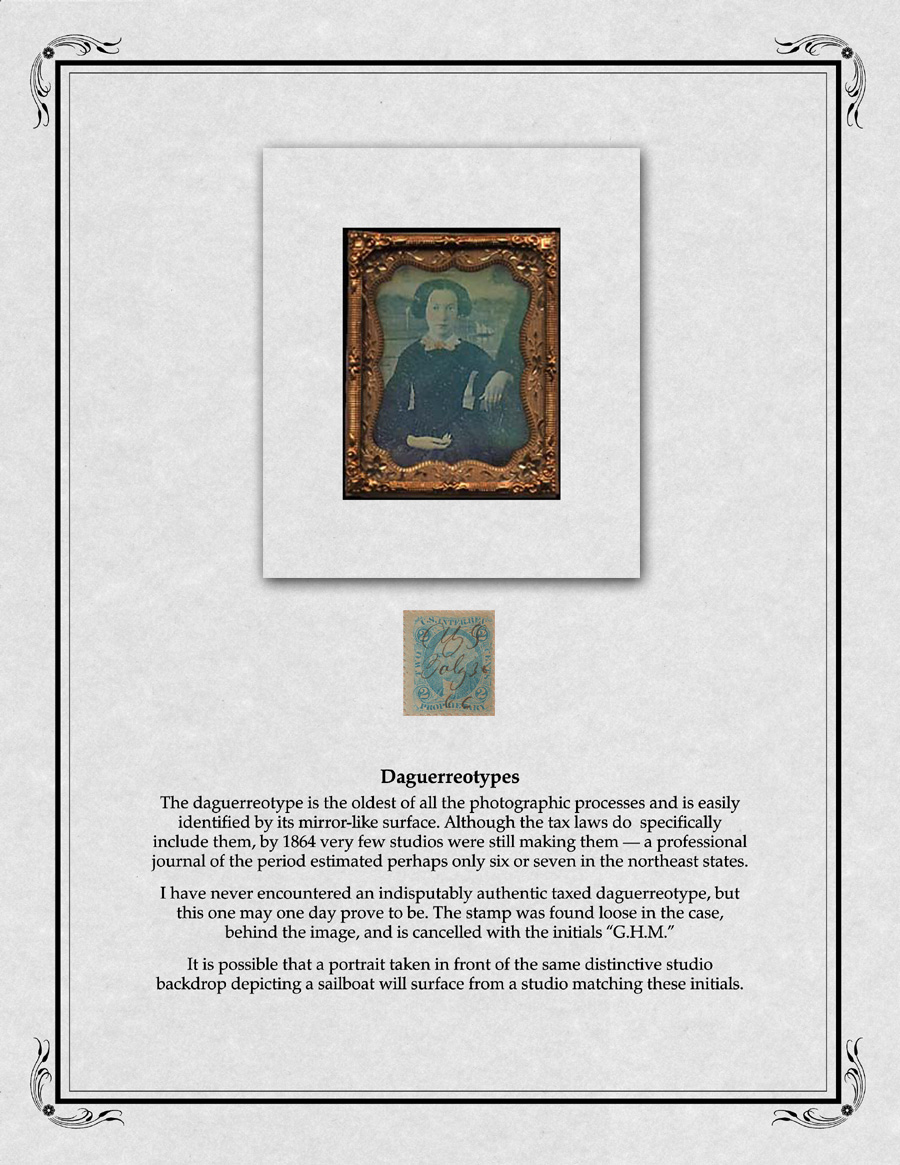 U.S. INTER. REV.
2 2
TWO
July
2 2
PROPRIETARY
Daguerreotypes
The daguerreotype is the oldest of all the photographic processes and is easily
identified by its mirror-like surface. Although the tax laws do  specifically
include them, by 1864 very few studios were still making them — a professional
journal of the period estimated perhaps only six or seven in the northeast states.
I have never encountered an indisputably authentic taxed daguerreotype, but
this one may one day prove to be. The stamp was found loose in the case,
behind the image, and is cancelled with the initials “G.H.M.”
It is possible that a portrait taken in front of the same distinctive studio
backdrop depicting a sailboat will surface from a studio matching these initials.